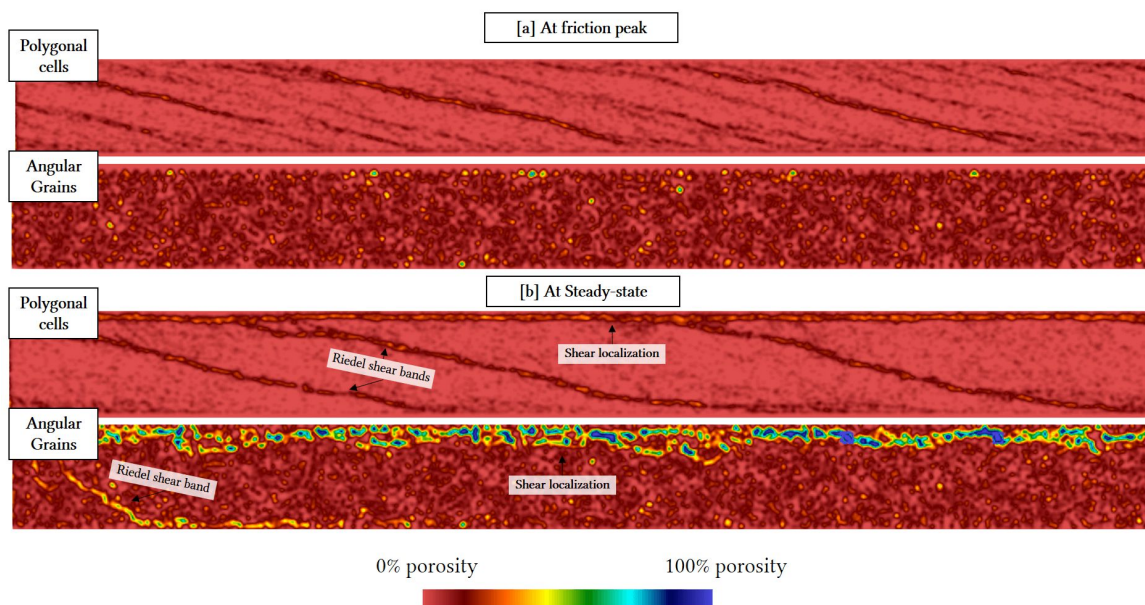 [a] At friction peak
Polygonal
cells
Angular
Grains
[b] At Steady-state
Polygonal
cells
Riedel shear bands
Shear localization
Angular
Grains
Riedel shear band
Shear localization
0% porosity
100% porosity